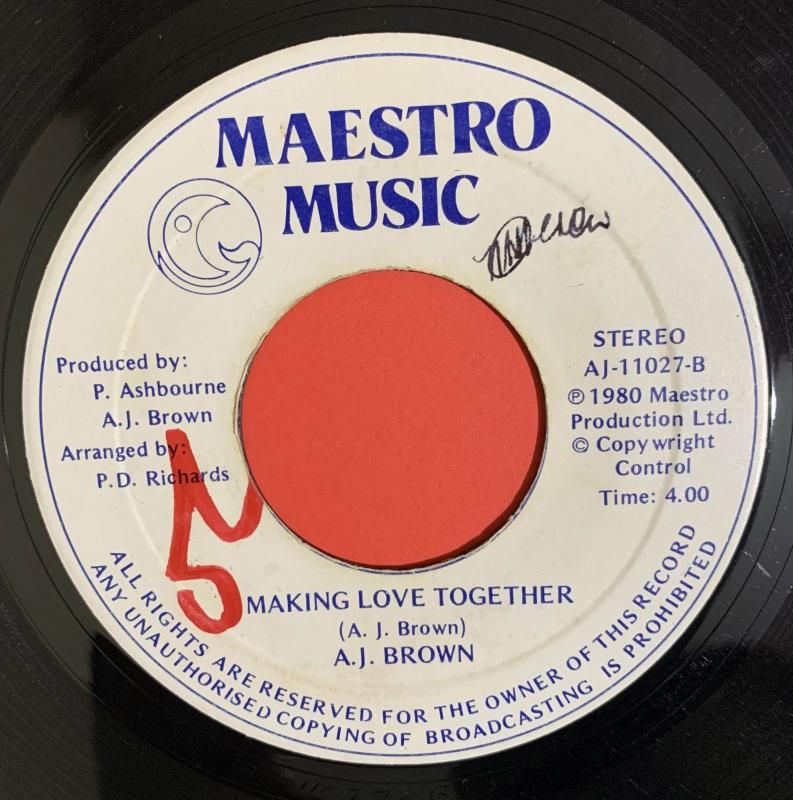 MAESTRO
MUSIC
Produced by:
P. Ashbourne
A.J. Brown
Arranged by:
P.D. Richards
STEREO
AJ-11027-B
℗ 1980 Maestro
Production Ltd.
© Copywright
Control
Time: 4.00
5
MAKING LOVE TOGETHER
(A. J. Brown)
A.J. BROWN
ALL RIGHTS ARE RESERVED FOR THE OWNER OF THIS RECORD
ANY UNAUTHORISED COPYING OF BROADCASTING IS PROHIBITED